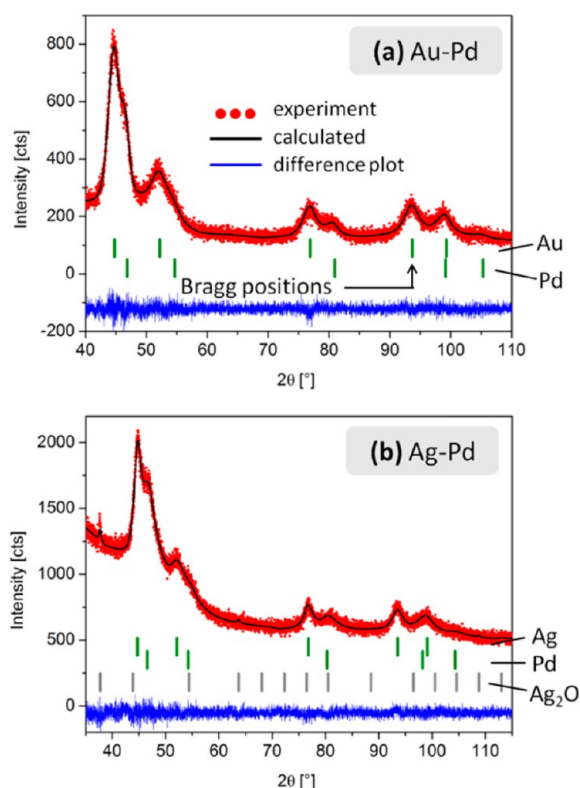 (a) Au-Pd
800
600
400
200
0
-200
Intensity [cts]
experiment
calculated
difference plot
Au
Pd
Bragg positions
40 50 60 70 80 90 100 110
2θ [°]
(b) Ag-Pd
2000
1500
1000
500
0
Intensity [cts]
Ag
Pd
Ag₂O
40 50 60 70 80 90 100 110
2θ [°]